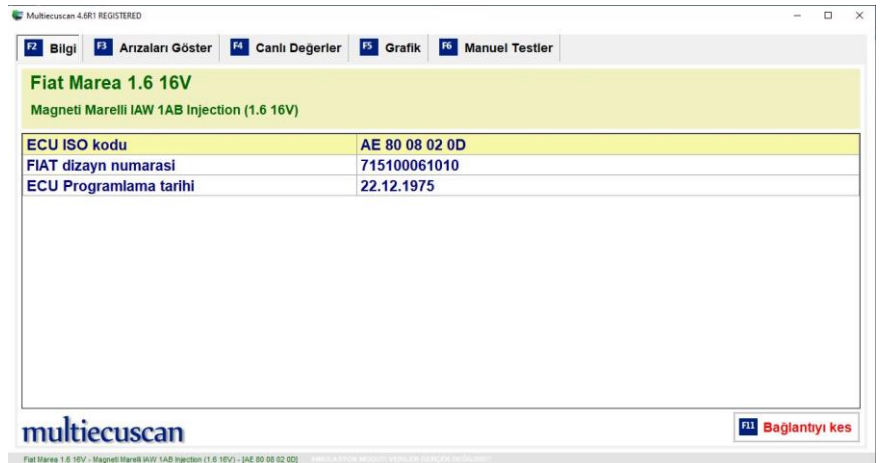 Multiecuscan 4.6R1 REGISTERED
F2 Bilgi F3 Arızaları Göster F4 Canlı Değerler F5 Grafik F6 Manuel Testler
Fiat Marea 1.6 16V
Magneti Marelli IAW 1AB Injection (1.6 16V)
ECU ISO kodu AE 80 08 02 0D
FIAT dizayn numarasi 715100061010
ECU Programlama tarihi 22.12.1975
multiecuscan
F11 Bağlantıyı kes
Fiat Marea 1.6 16V - Magneti Marelli IAW 1AB Injection (1.6 16V) - [AE 80 08 02 0D]